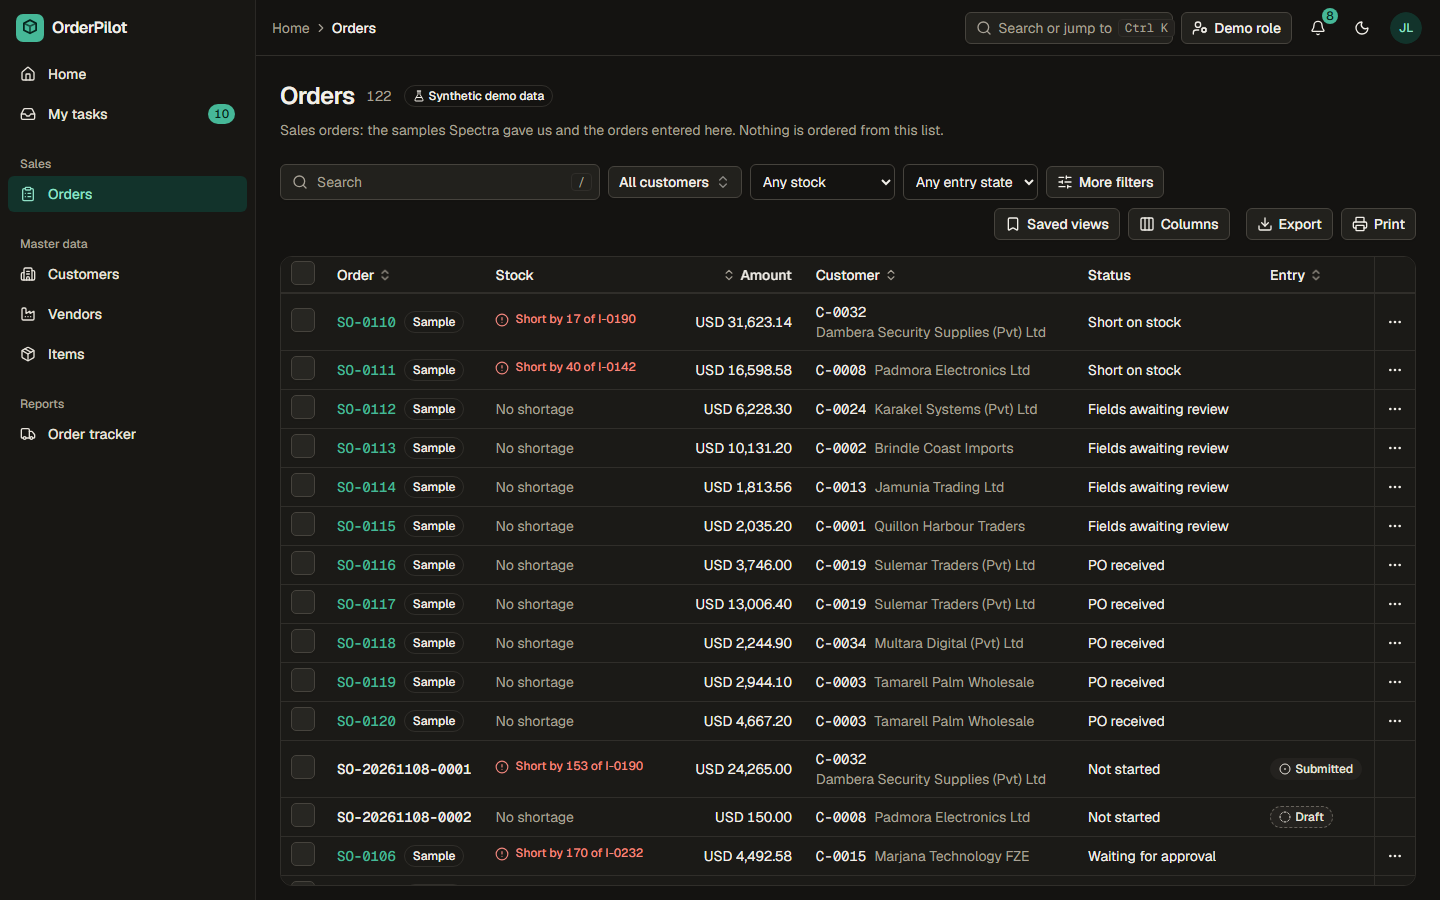 OrderPilot
Home
My tasks 10
Sales
Orders
Master data
Customers
Vendors
Items
Reports
Order tracker
Home > Orders
Search or jump to Ctrl K
Demo role
8
JL
Orders 122 Synthetic demo data
Sales orders: the samples Spectra gave us and the orders entered here. Nothing is ordered from this list.
Search /
All customers
Any stock
Any entry state
More filters
Saved views
Columns
Export
Print
Order Stock Amount Customer Status Entry
SO-0110 Sample Short by 17 of I-0190 USD 31,623.14 C-0032 Dambera Security Supplies (Pvt) Ltd Short on stock
SO-0111 Sample Short by 40 of I-0142 USD 16,598.58 C-0008 Padmora Electronics Ltd Short on stock
SO-0112 Sample No shortage USD 6,228.30 C-0024 Karakel Systems (Pvt) Ltd Fields awaiting review
SO-0113 Sample No shortage USD 10,131.20 C-0002 Brindle Coast Imports Fields awaiting review
SO-0114 Sample No shortage USD 1,813.56 C-0013 Jamunia Trading Ltd Fields awaiting review
SO-0115 Sample No shortage USD 2,035.20 C-0001 Quillon Harbour Traders Fields awaiting review
SO-0116 Sample No shortage USD 3,746.00 C-0019 Sulemar Traders (Pvt) Ltd PO received
SO-0117 Sample No shortage USD 13,006.40 C-0019 Sulemar Traders (Pvt) Ltd PO received
SO-0118 Sample No shortage USD 2,244.90 C-0034 Multara Digital (Pvt) Ltd PO received
SO-0119 Sample No shortage USD 2,944.10 C-0003 Tamarell Palm Wholesale PO received
SO-0120 Sample No shortage USD 4,667.20 C-0003 Tamarell Palm Wholesale PO received
SO-20261108-0001 Short by 153 of I-0190 USD 24,265.00 C-0032 Dambera Security Supplies (Pvt) Ltd Not started Submitted
SO-20261108-0002 No shortage USD 150.00 C-0008 Padmora Electronics Ltd Not started Draft
SO-0106 Sample Short by 170 of I-0232 USD 4,492.58 C-0015 Marjana Technology FZE Waiting for approval